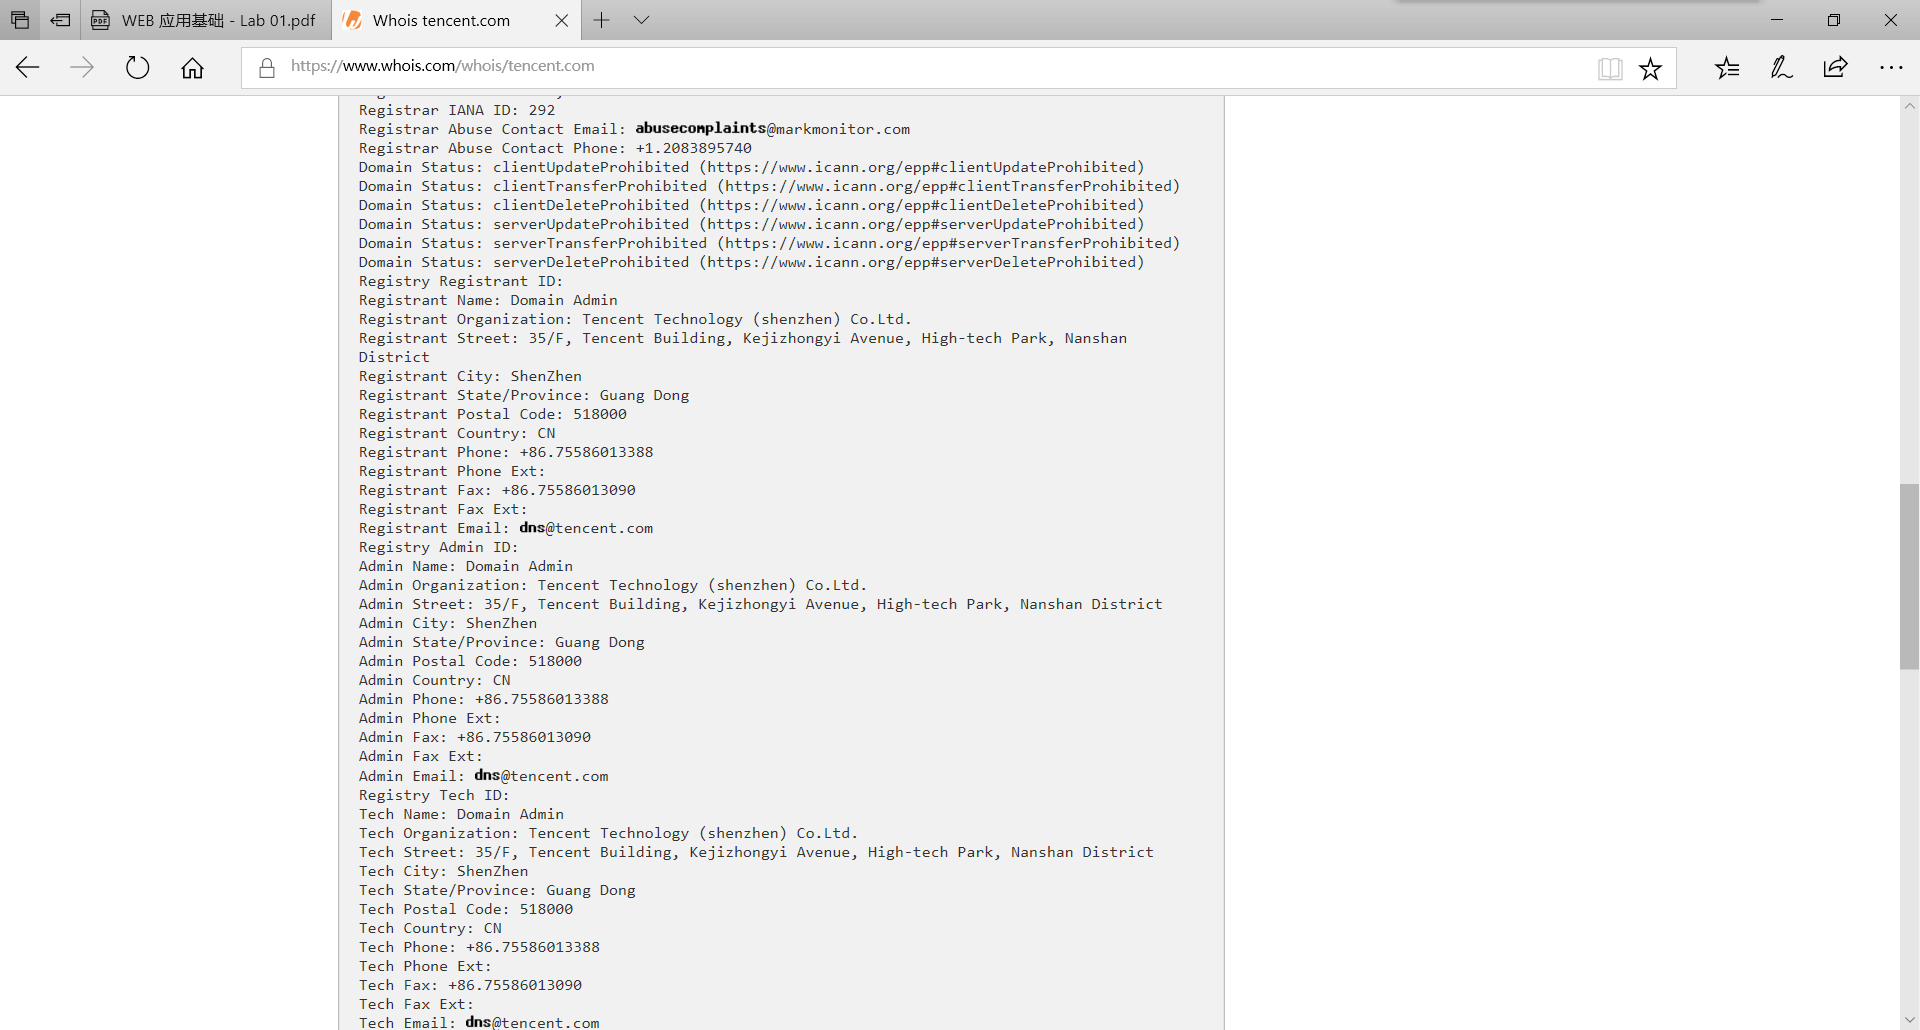 WEB 应用基础 - Lab 01.pdf
Whois tencent.com
https://www.whois.com/whois/tencent.com
Registrar IANA ID: 292
Registrar Abuse Contact Email: abusecomplaints@markmonitor.com
Registrar Abuse Contact Phone: +1.2083895740
Domain Status: clientUpdateProhibited (https://www.icann.org/epp#clientUpdateProhibited)
Domain Status: clientTransferProhibited (https://www.icann.org/epp#clientTransferProhibited)
Domain Status: clientDeleteProhibited (https://www.icann.org/epp#clientDeleteProhibited)
Domain Status: serverUpdateProhibited (https://www.icann.org/epp#serverUpdateProhibited)
Domain Status: serverTransferProhibited (https://www.icann.org/epp#serverTransferProhibited)
Domain Status: serverDeleteProhibited (https://www.icann.org/epp#serverDeleteProhibited)
Registry Registrant ID:
Registrant Name: Domain Admin
Registrant Organization: Tencent Technology (shenzhen) Co.Ltd.
Registrant Street: 35/F, Tencent Building, Kejizhongyi Avenue, High-tech Park, Nanshan
District
Registrant City: ShenZhen
Registrant State/Province: Guang Dong
Registrant Postal Code: 518000
Registrant Country: CN
Registrant Phone: +86.75586013388
Registrant Phone Ext:
Registrant Fax: +86.75586013090
Registrant Fax Ext:
Registrant Email: dns@tencent.com
Registry Admin ID:
Admin Name: Domain Admin
Admin Organization: Tencent Technology (shenzhen) Co.Ltd.
Admin Street: 35/F, Tencent Building, Kejizhongyi Avenue, High-tech Park, Nanshan District
Admin City: ShenZhen
Admin State/Province: Guang Dong
Admin Postal Code: 518000
Admin Country: CN
Admin Phone: +86.75586013388
Admin Phone Ext:
Admin Fax: +86.75586013090
Admin Fax Ext:
Admin Email: dns@tencent.com
Registry Tech ID:
Tech Name: Domain Admin
Tech Organization: Tencent Technology (shenzhen) Co.Ltd.
Tech Street: 35/F, Tencent Building, Kejizhongyi Avenue, High-tech Park, Nanshan District
Tech City: ShenZhen
Tech State/Province: Guang Dong
Tech Postal Code: 518000
Tech Country: CN
Tech Phone: +86.75586013388
Tech Phone Ext:
Tech Fax: +86.75586013090
Tech Fax Ext:
Tech Email: dns@tencent.com